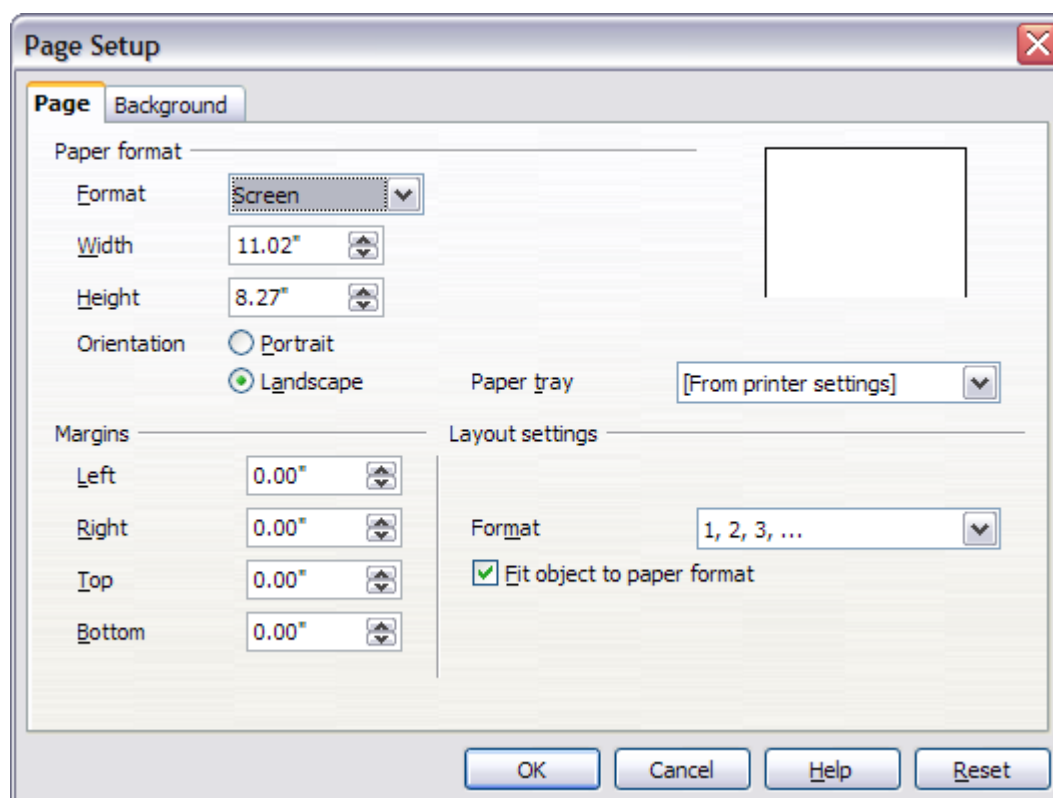 Page Setup
Page Background
Paper format
Format Screen
Width 11.02"
Height 8.27"
Orientation Portrait
Landscape Paper tray [From printer settings]
Margins Layout settings
Left 0.00"
Right 0.00" Format 1, 2, 3, ...
Top 0.00" Fit object to paper format
Bottom 0.00"
OK Cancel Help Reset